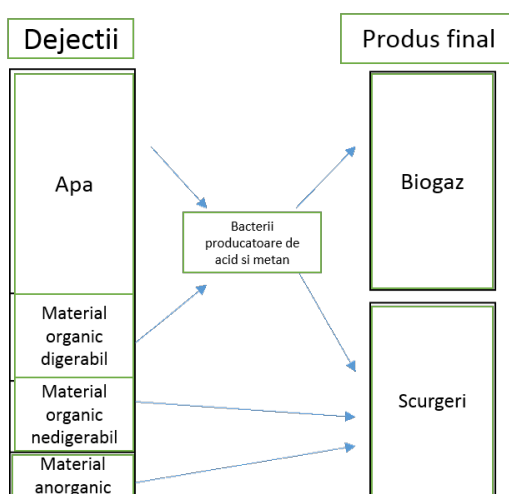 Dejectii
Produs final
Apa
Biogaz
Bacterii
producatoare de
acid si metan
Material
organic
digerabil
Material
organic
nedigerabil
Scurgeri
Material
anorganic